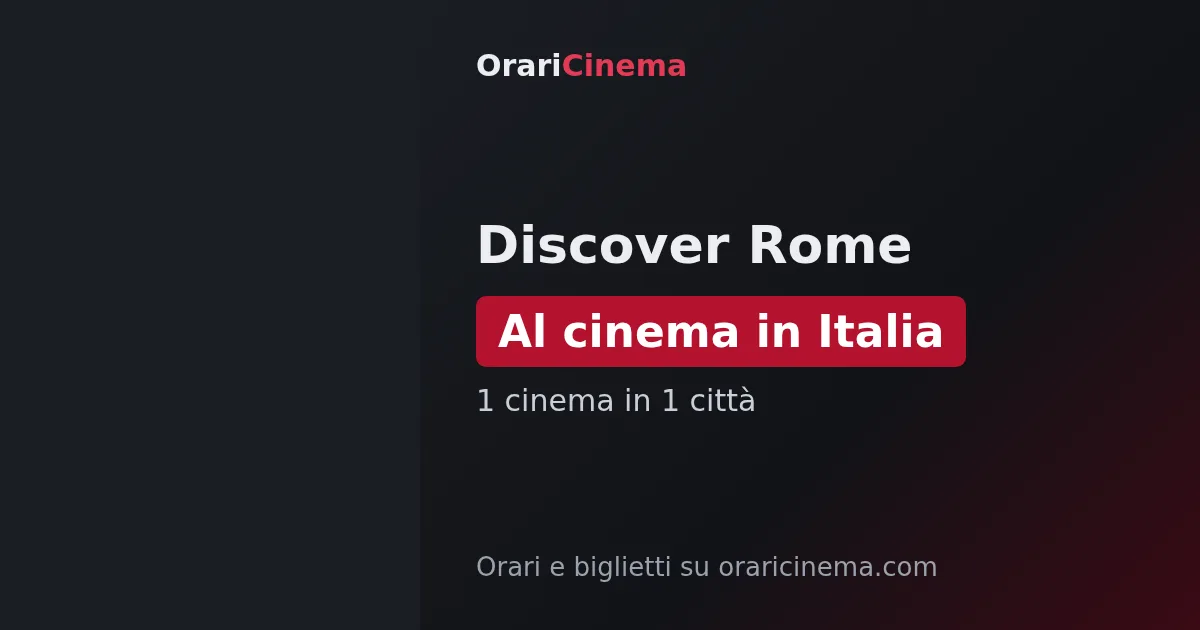 OrariCinema
Discover Rome
Al cinema in Italia
1 cinema in 1 città
Orari e biglietti su oraricinema.com